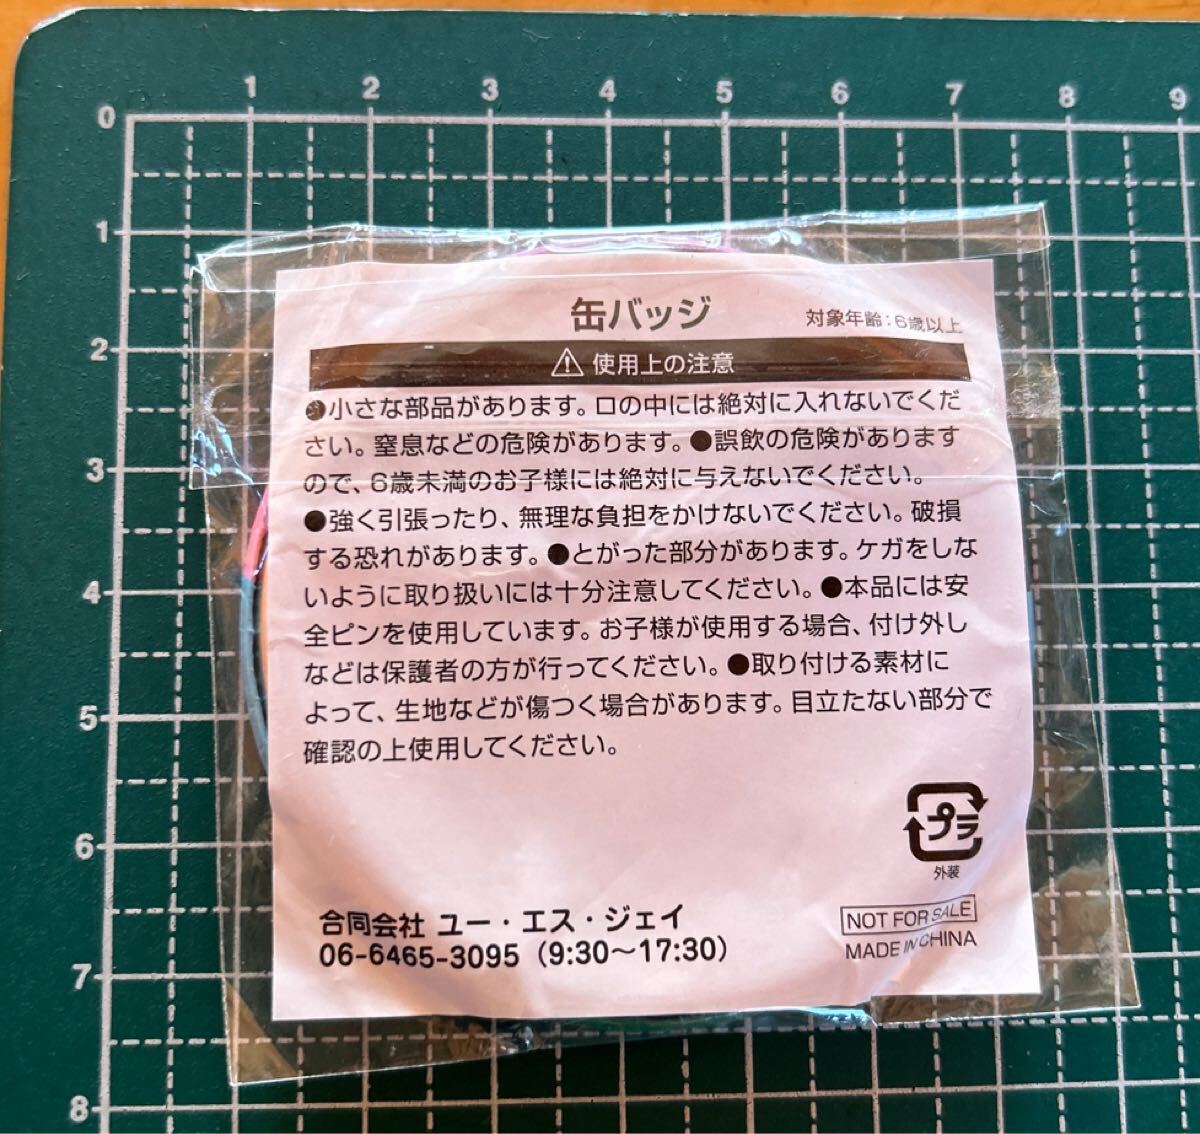 1 2 3 4 5 6 7 8 9
0
1
2
3
4
5
6
7
8
缶バッジ
対象年齢：6歳以上
⚠ 使用上の注意
●小さな部品があります。口の中には絶対に入れないでくだ
さい。窒息などの危険があります。●誤飲の危険があります
ので、6歳未満のお子様には絶対に与えないでください。
●強く引張ったり、無理な負担をかけないでください。破損
する恐れがあります。●とがった部分があります。ケガをしな
いように取り扱いには十分注意してください。●本品には安
全ピンを使用しています。お子様が使用する場合、付け外し
などは保護者の方が行ってください。●取り付ける素材に
よって、生地などが傷つく場合があります。目立たない部分で
確認の上使用してください。
プラ
外装
合同会社 ユー・エス・ジェイ
06-6465-3095（9:30〜17:30）
NOT FOR SALE
MADE IN CHINA